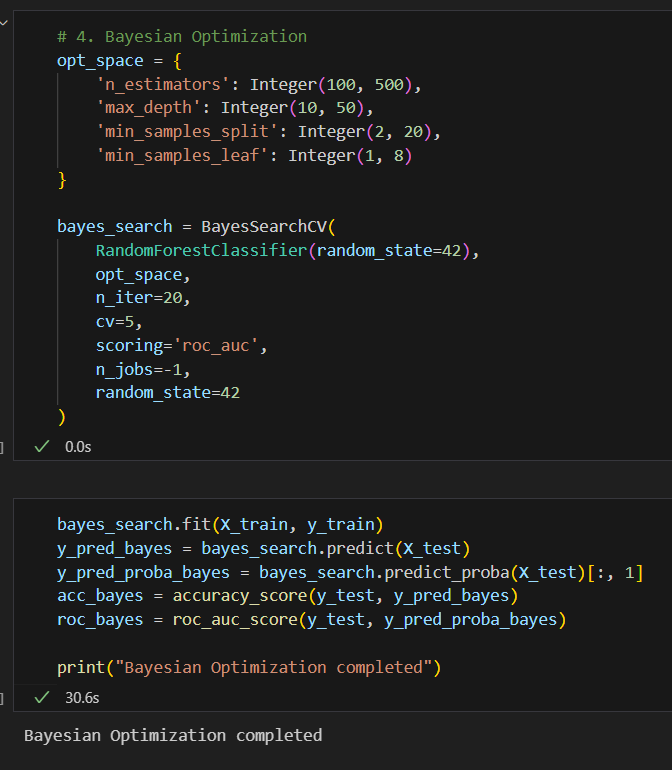 # 4. Bayesian Optimization
opt_space = {
    'n_estimators': Integer(100, 500),
    'max_depth': Integer(10, 50),
    'min_samples_split': Integer(2, 20),
    'min_samples_leaf': Integer(1, 8)
}
bayes_search = BayesSearchCV(
    RandomForestClassifier(random_state=42),
    opt_space,
    n_iter=20,
    cv=5,
    scoring='roc_auc',
    n_jobs=-1,
    random_state=42
)
]
0.0s
bayes_search.fit(X_train, y_train)
y_pred_bayes = bayes_search.predict(X_test)
y_pred_proba_bayes = bayes_search.predict_proba(X_test)[:, 1]
acc_bayes = accuracy_score(y_test, y_pred_bayes)
roc_bayes = roc_auc_score(y_test, y_pred_proba_bayes)
print("Bayesian Optimization completed")
]
30.6s
Bayesian Optimization completed